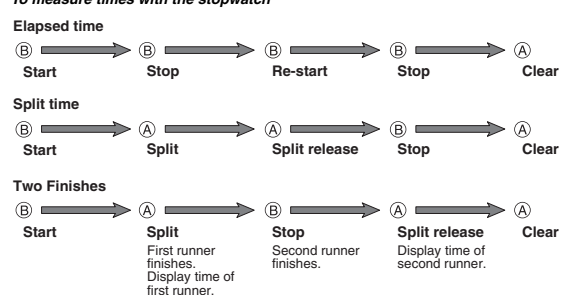 To measure times with the stopwatch
Elapsed time
Ⓑ Ⓑ Ⓑ Ⓑ Ⓐ
Start Stop Re-start Stop Clear
Split time
Ⓑ Ⓐ Ⓐ Ⓑ Ⓐ
Start Split Split release Stop Clear
Two Finishes
Ⓑ Ⓐ Ⓑ Ⓐ Ⓐ
Start Split Stop Split release Clear
First runner
finishes.
Display time of
first runner.
Second runner
finishes.
Display time of
second runner.